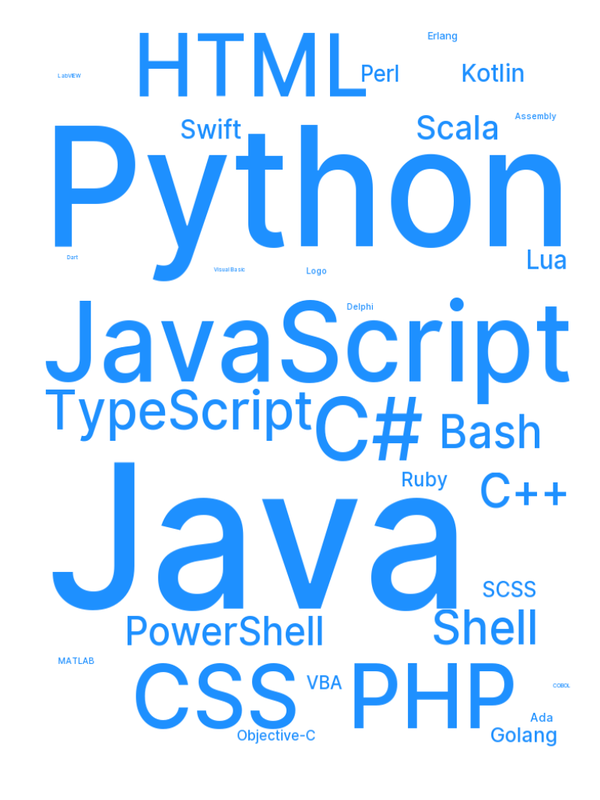 Erlang
HTML
LabVIEW
Perl
Kotlin
Assembly
Swift
Scala
Python
Dart
Visual Basic
Logo
Lua
Delphi
JavaScript
TypeScript
C#
Bash
Ruby
C++
Java
SCSS
PowerShell
Shell
MATLAB
CSS
VBA
PHP
COBOL
Ada
Objective-C
Golang